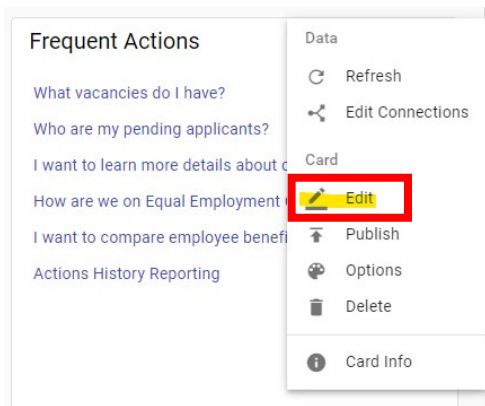 Frequent Actions
What vacancies do I have?
Who are my pending applicants?
I want to learn more details about
How are we on Equal Employment
I want to compare employee
Actions History Reporting
Data
Refresh
Edit Connections
Card
Edit
Publish
Options
Delete
Card Info